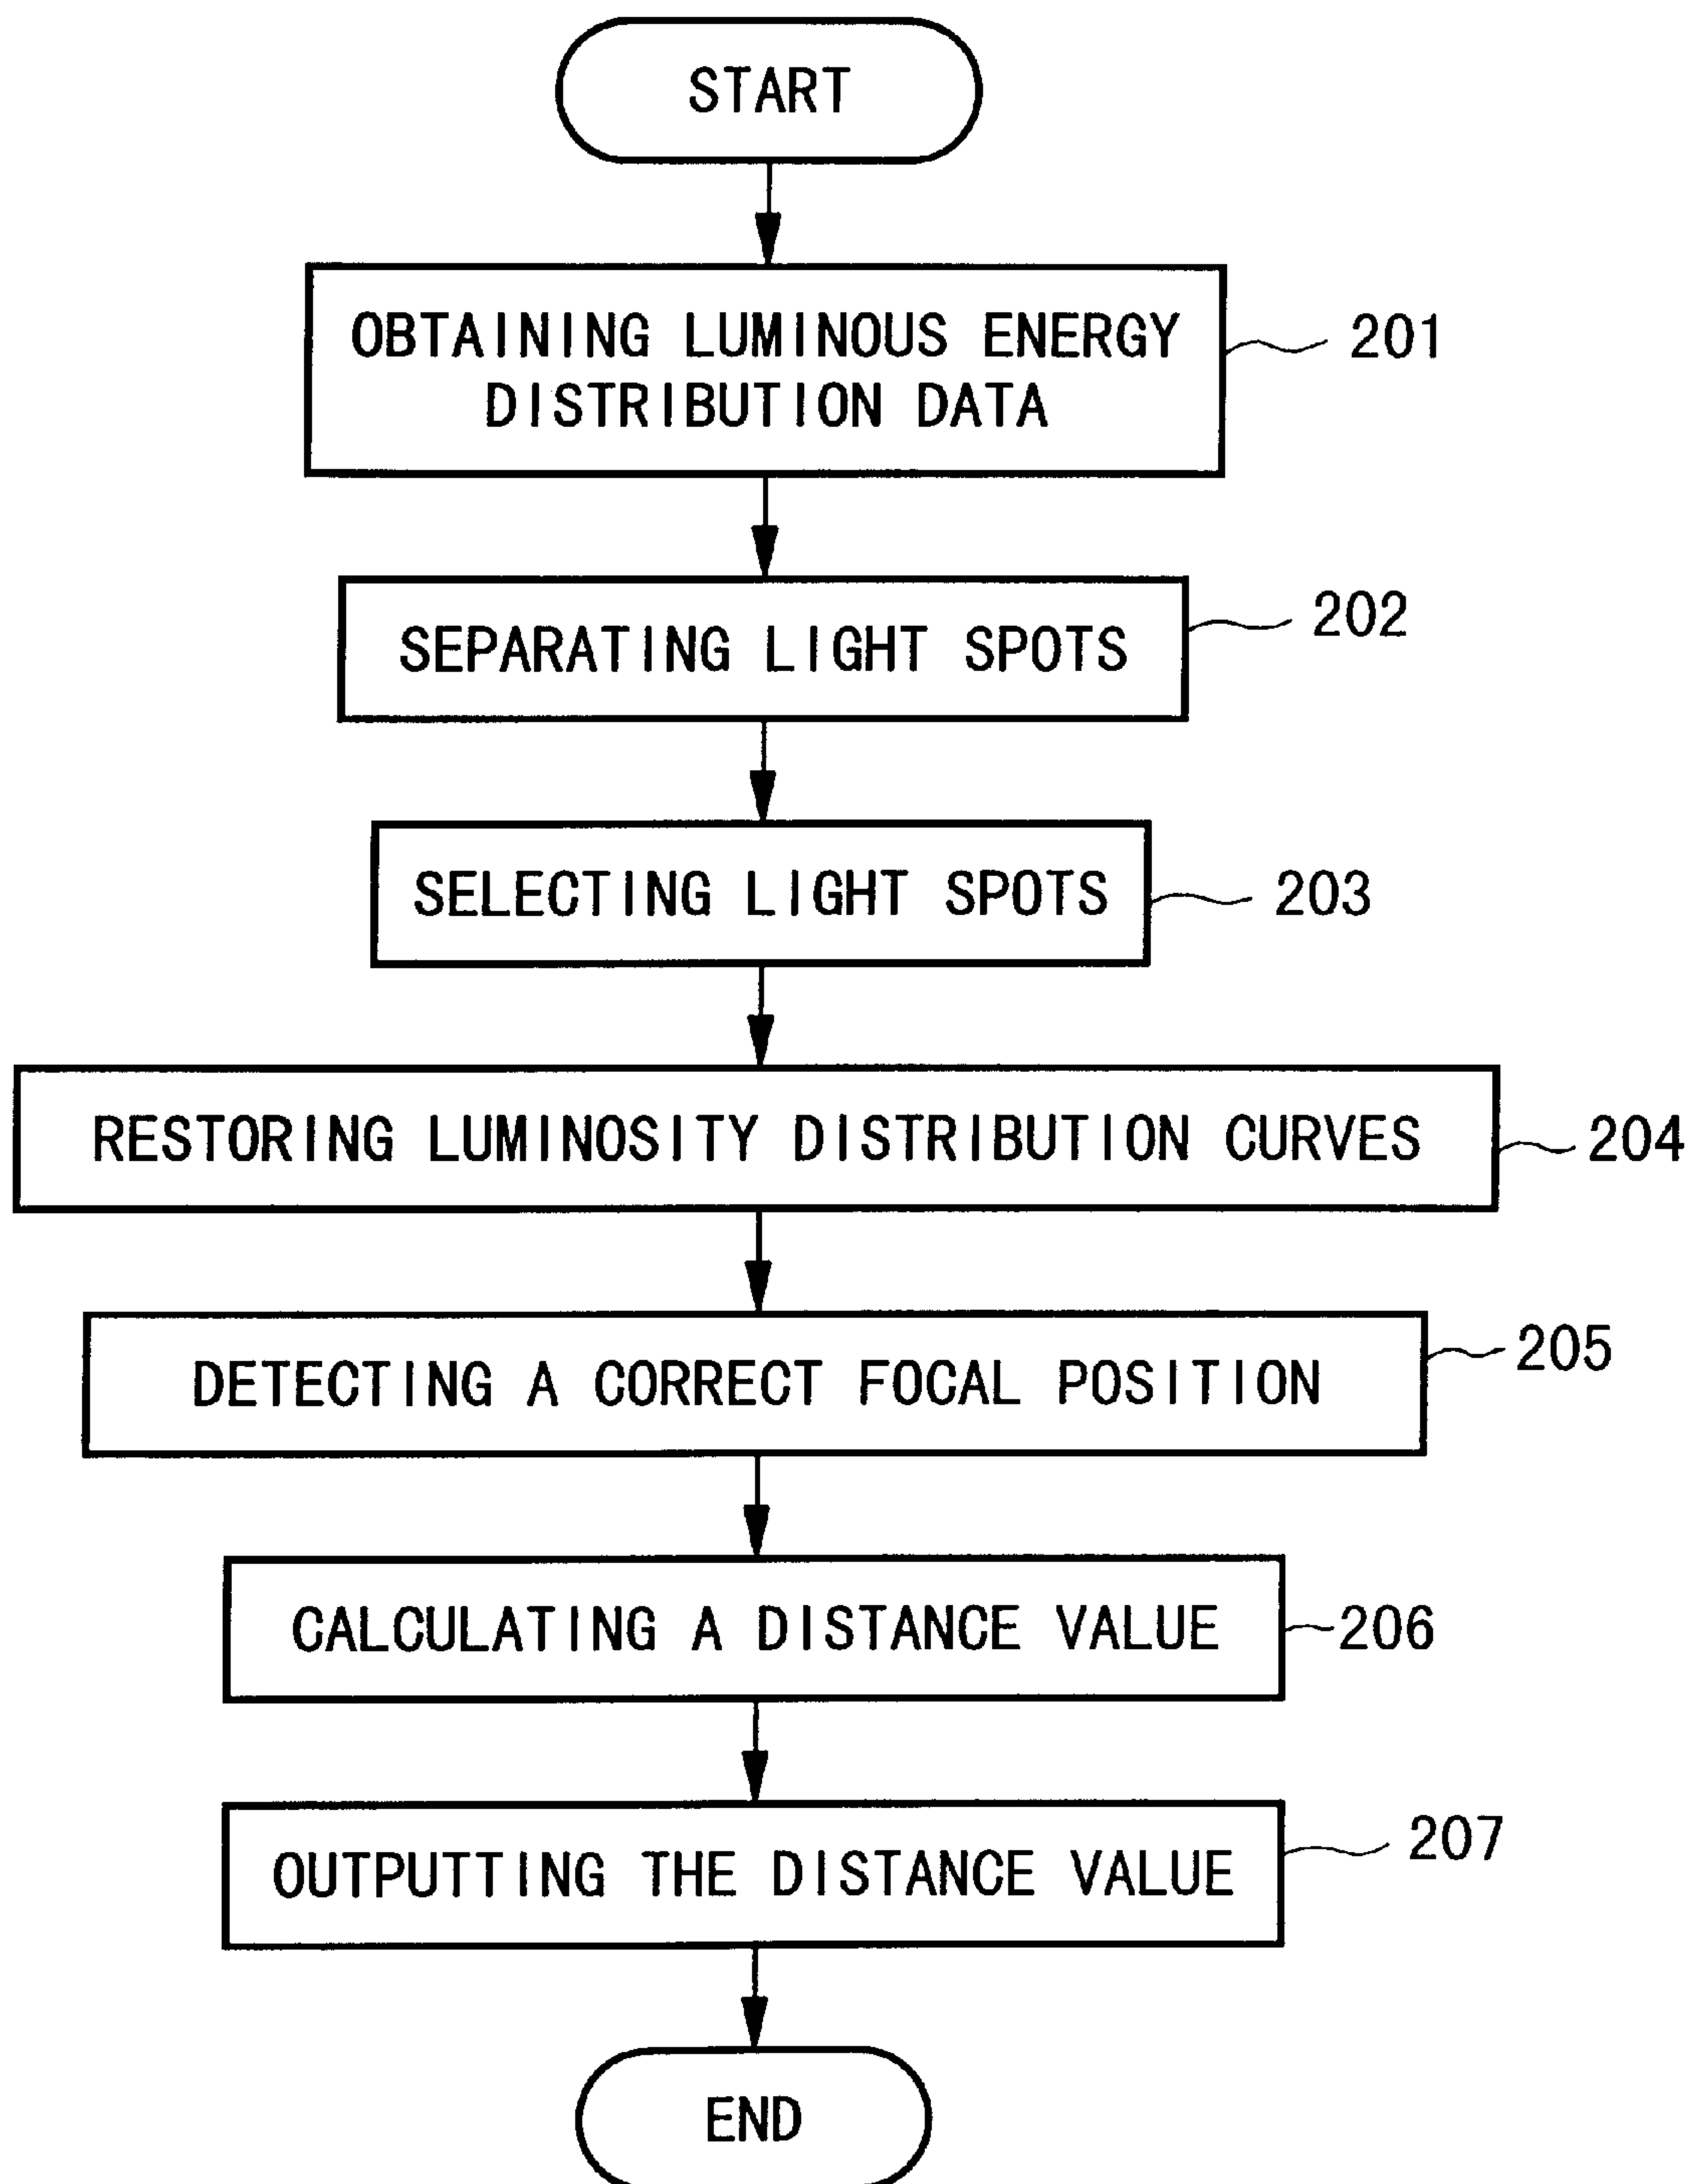 START
OBTAINING LUMINOUS ENERGY
DISTRIBUTION DATA
201
SEPARATING LIGHT SPOTS
202
SELECTING LIGHT SPOTS
203
RESTORING LUMINOSITY DISTRIBUTION CURVES
204
DETECTING A CORRECT FOCAL POSITION
205
CALCULATING A DISTANCE VALUE
206
OUTPUTTING THE DISTANCE VALUE
207
END